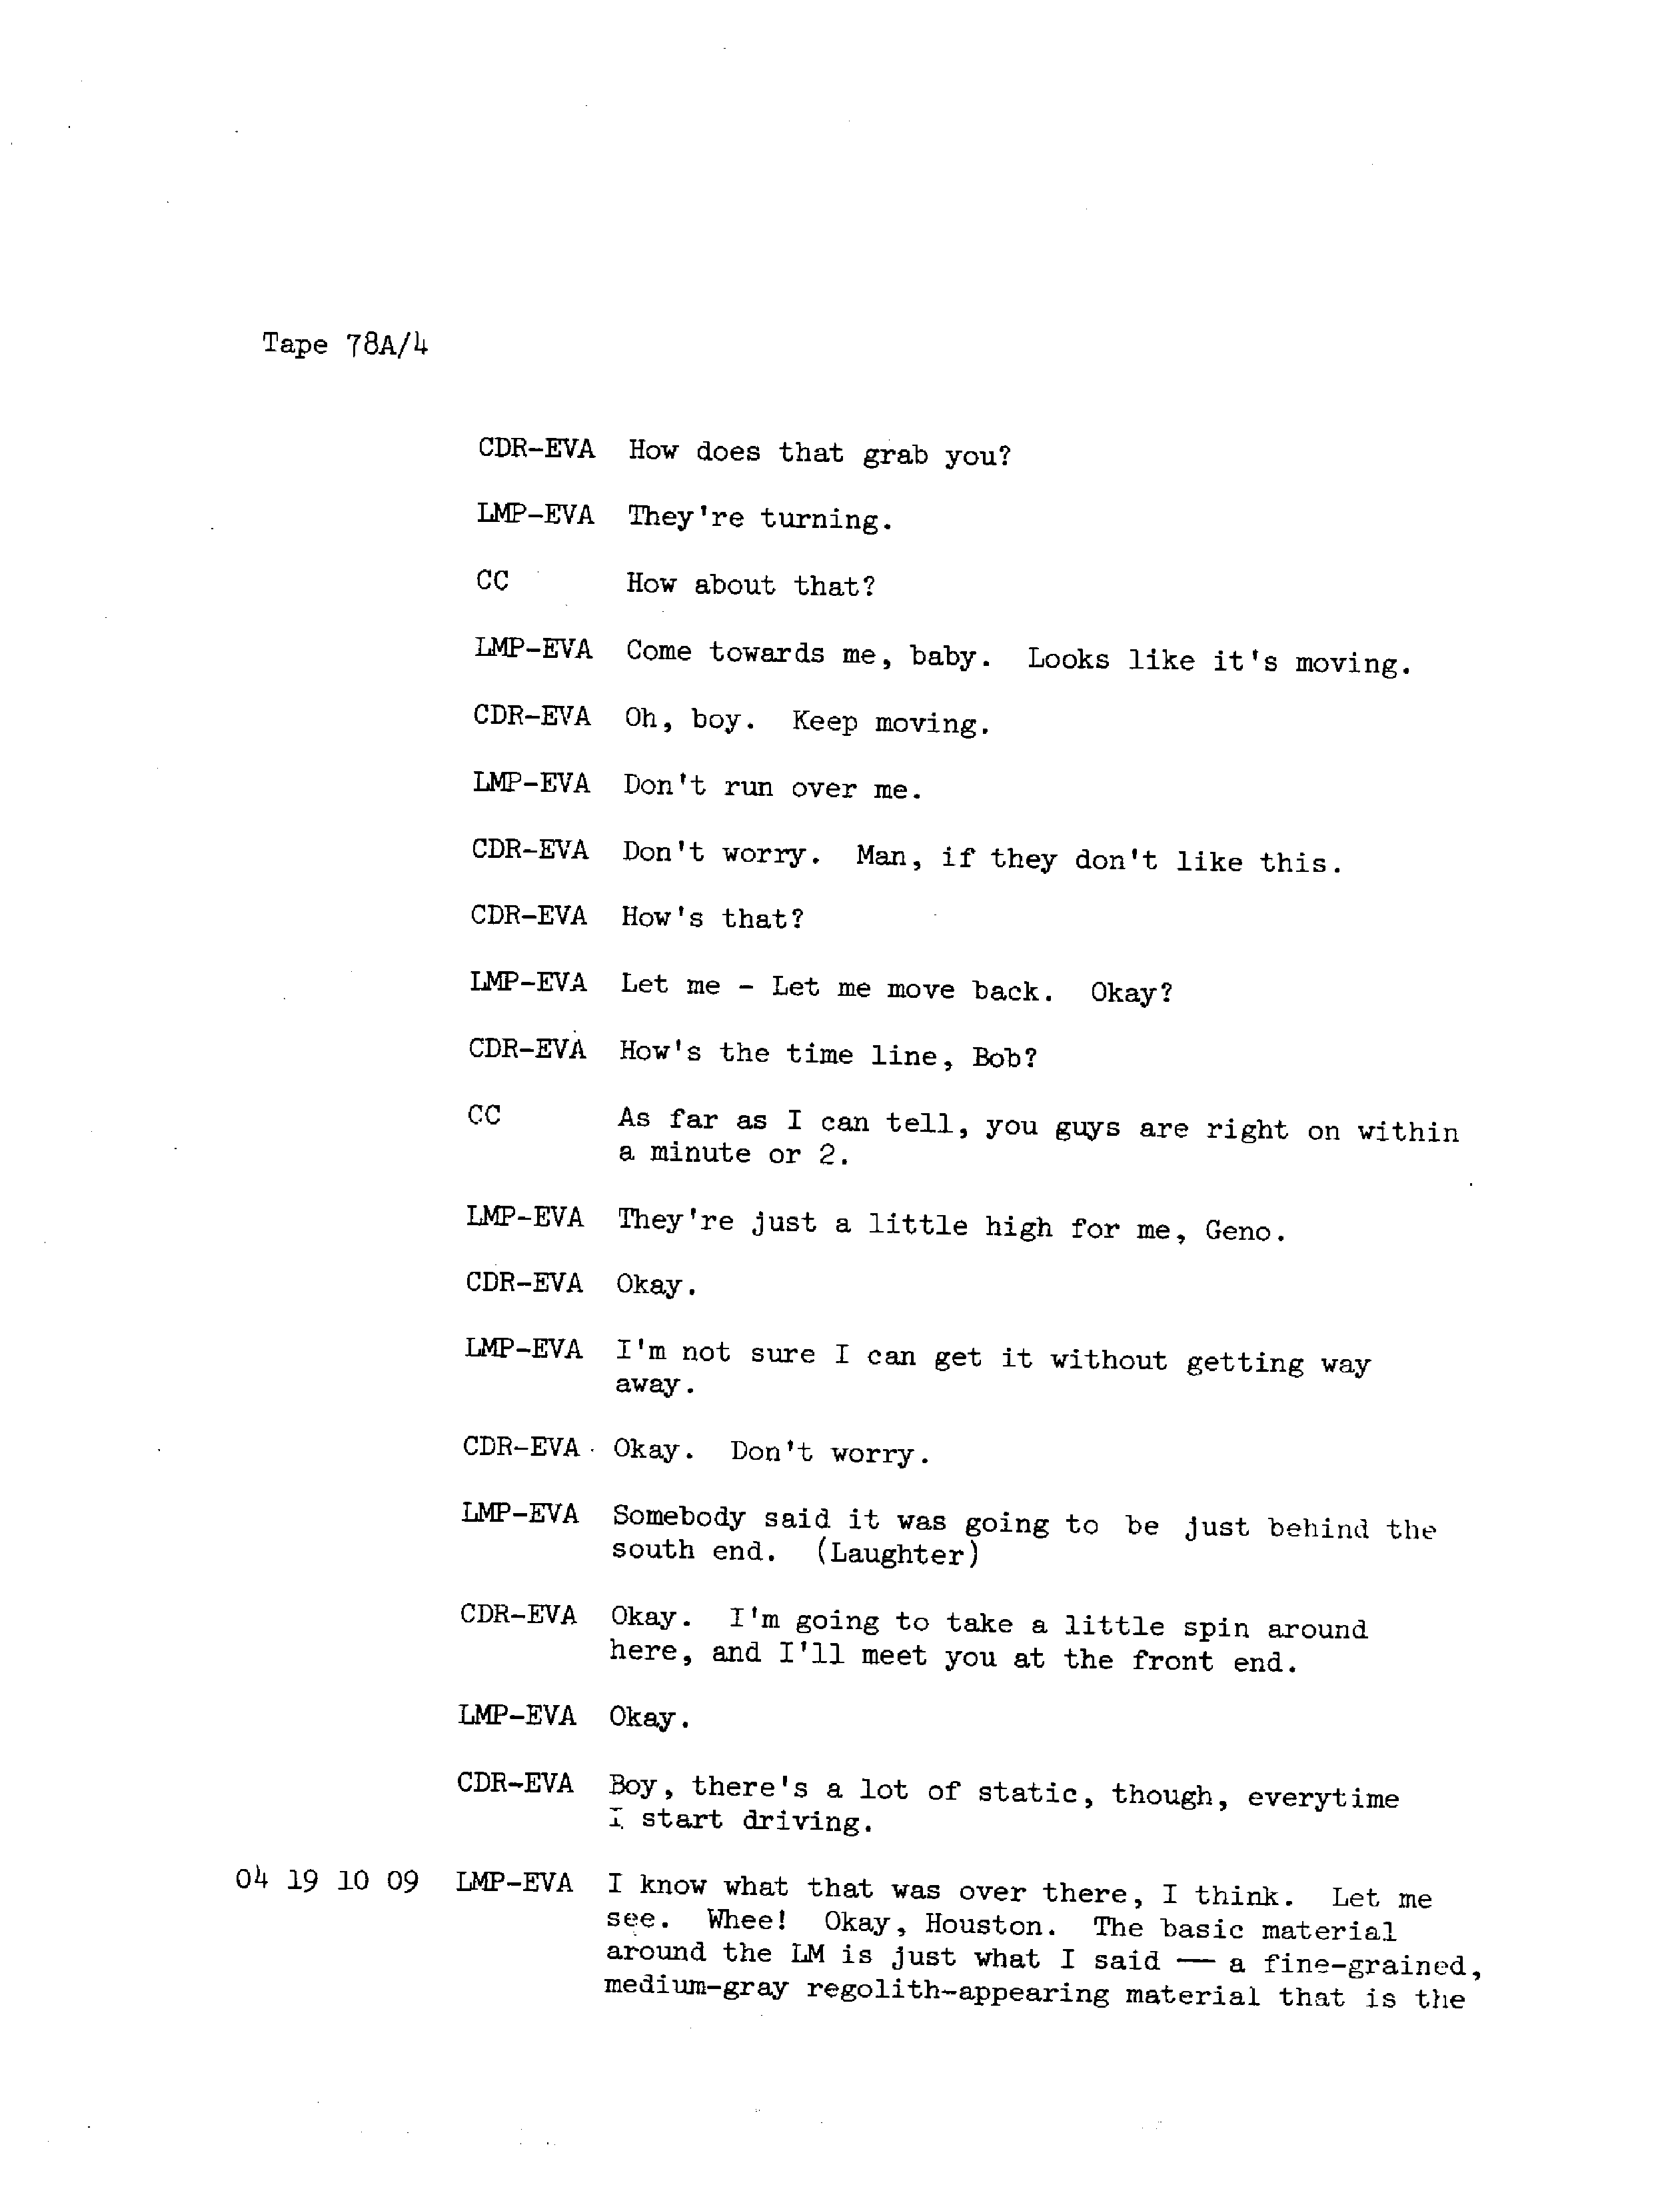 Tape 78A/4
CDR-EVA How does that grab you?
LMP-EVA They're turning.
CC How about that?
LMP-EVA Come towards me, baby. Looks like it's moving.
CDR-EVA Oh, boy. Keep moving.
LMP-EVA Don't run over me.
CDR-EVA Don't worry. Man, if they don't like this.
CDR-EVA How's that?
LMP-EVA Let me - Let me move back. Okay?
CDR-EVA How's the time line, Bob?
CC As far as I can tell, you guys are right on within
a minute or 2.
LMP-EVA They're just a little high for me, Geno.
CDR-EVA Okay.
LMP-EVA I'm not sure I can get it without getting way
away.
CDR-EVA Okay. Don't worry.
LMP-EVA Somebody said it was going to be just behind the
south end. (Laughter)
CDR-EVA Okay. I'm going to take a little spin around
here, and I'll meet you at the front end.
LMP-EVA Okay.
CDR-EVA Boy, there's a lot of static, though, everytime
I start driving.
04 19 10 09 LMP-EVA I know what that was over there, I think. Let me
see. Whee! Okay, Houston. The basic material
around the LM is just what I said — a fine-grained,
medium-gray regolith-appearing material that is the